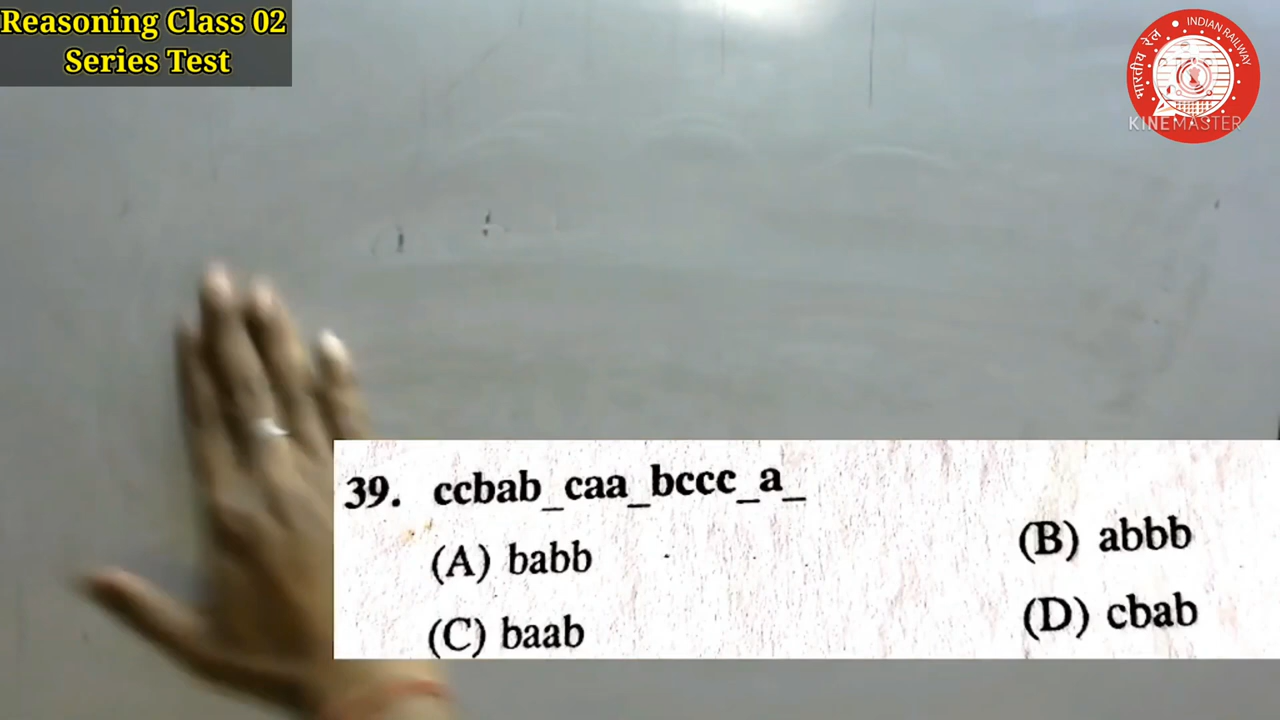 Reasoning Class 02
Series Test
भारतीय रेल
INDIAN RAILWAY
KINEMASTER
39. ccbab_caa_bccc_a_
(A) babb
(B) abbb
(C) baab
(D) cbab